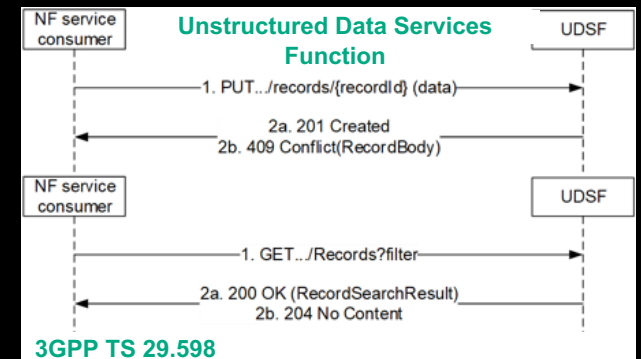 NF service
consumer
Unstructured Data Services
Function
UDSF
1. PUT.../records/{recordId} (data)
2a. 201 Created
2b. 409 Conflict(RecordBody)
NF service
consumer
UDSF
1. GET.../Records?filter
2a. 200 OK (RecordSearchResult)
2b. 204 No Content
3GPP TS 29.598